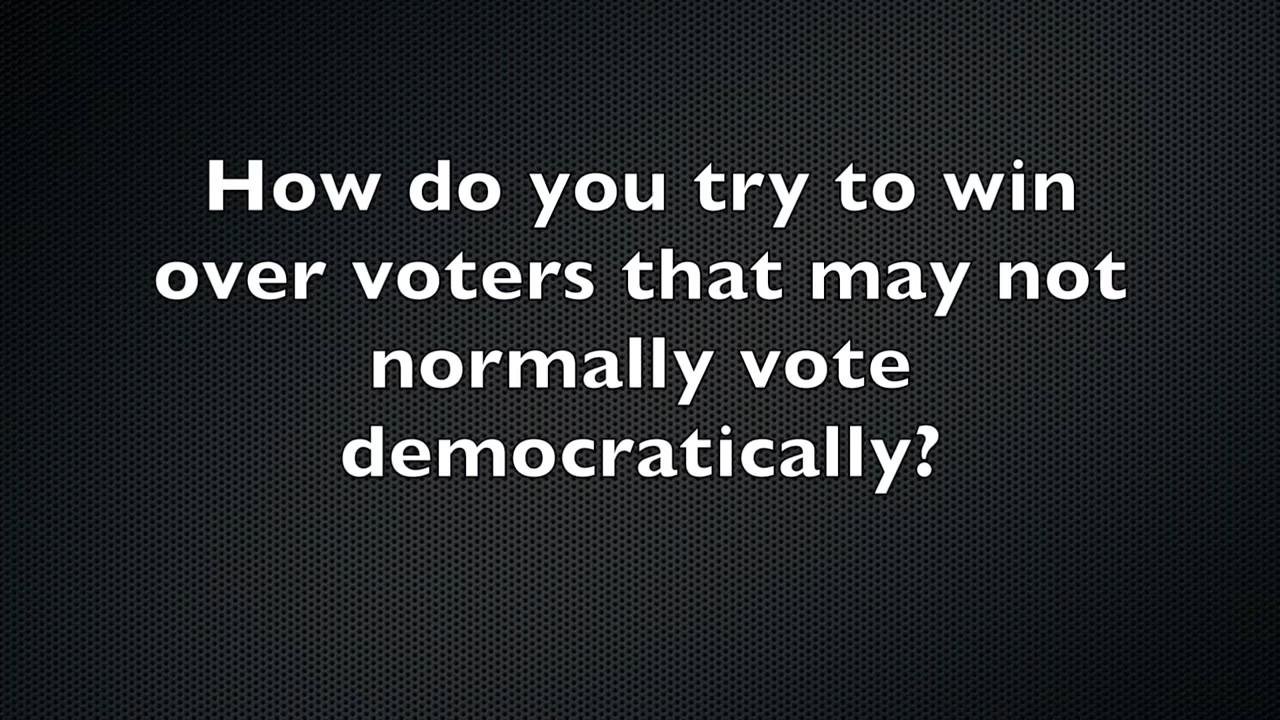 How do you try to win
over voters that may not
normally vote
democratically?